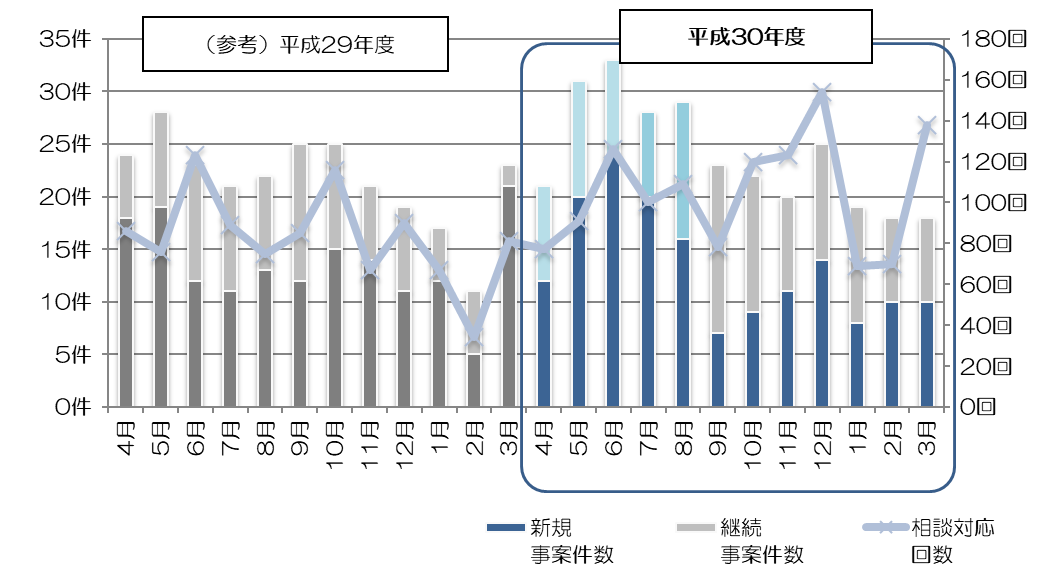 （参考）平成29年度
平成30年度
35件
30件
25件
20件
15件
10件
5件
0件
180回
160回
140回
120回
100回
80回
60回
40回
20回
0回
4月
5月
6月
7月
8月
9月
10月
11月
12月
1月
2月
3月
4月
5月
6月
7月
8月
9月
10月
11月
12月
1月
2月
3月
新規
事案件数
継続
事案件数
相談対応
回数